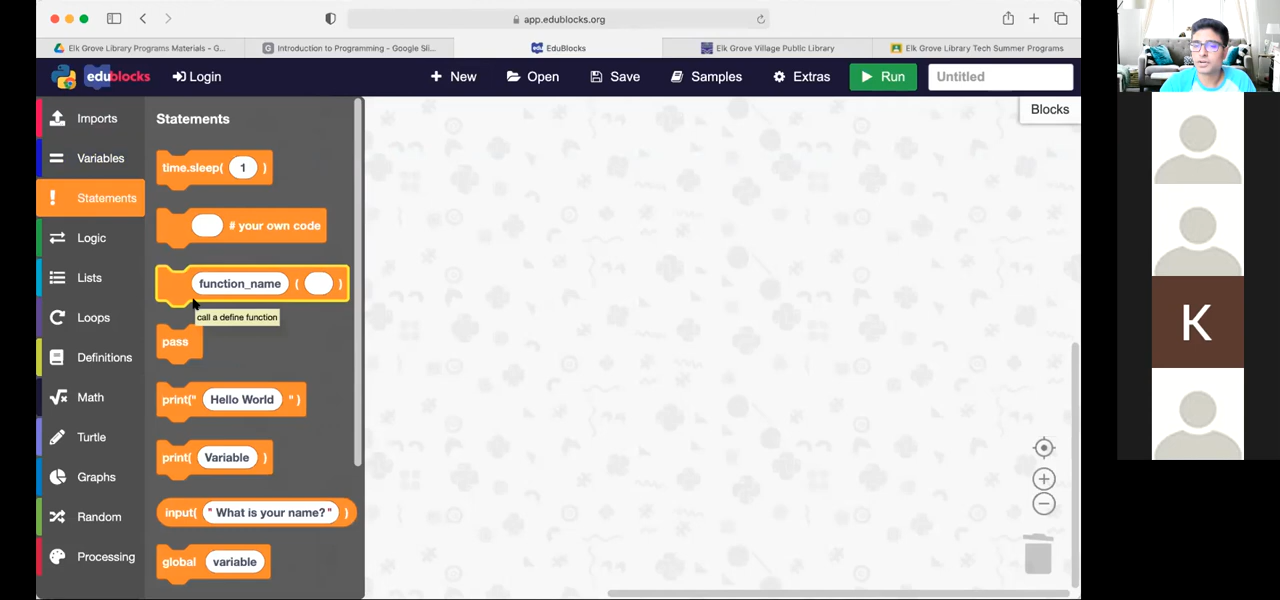 app.edublocks.org
Elk Grove Library Programs Materials – G...
Introduction to Programming - Google Sli...
EduBlocks
Elk Grove Village Public Library
Elk Grove Library Tech Summer Programs
edublocks
Login
New
Open
Save
Samples
Extras
Run
Untitled
Blocks
Imports
Variables
Statements
Logic
Lists
Loops
Definitions
Math
Turtle
Graphs
Random
Processing
Statements
time.sleep( 1 )
# your own code
function_name ( )
call a define function
pass
print(" Hello World " )
print( Variable )
input( " What is your name? " )
global variable
K